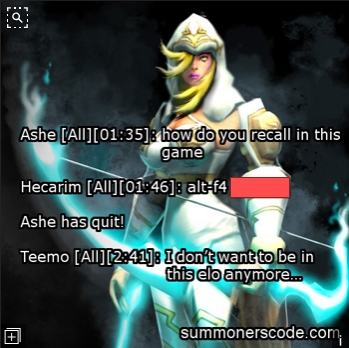 Ashe [All][01:35]: how do you recall in this
game
Hecarim [All][01:46]: alt-f4
Ashe has quit!
Teemo [All][2:41]: I don't want to be in
this elo anymore...
summonerscode.com